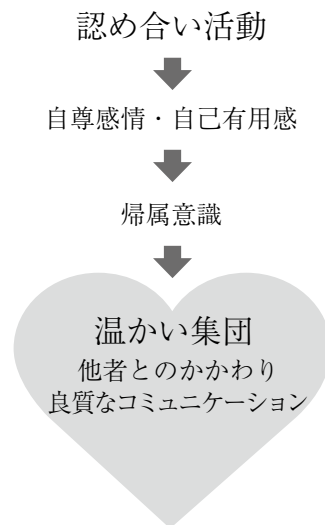 認め合い活動
自尊感情・自己有用感
帰属意識
温かい集団
他者とのかかわり
良質なコミュニケーション